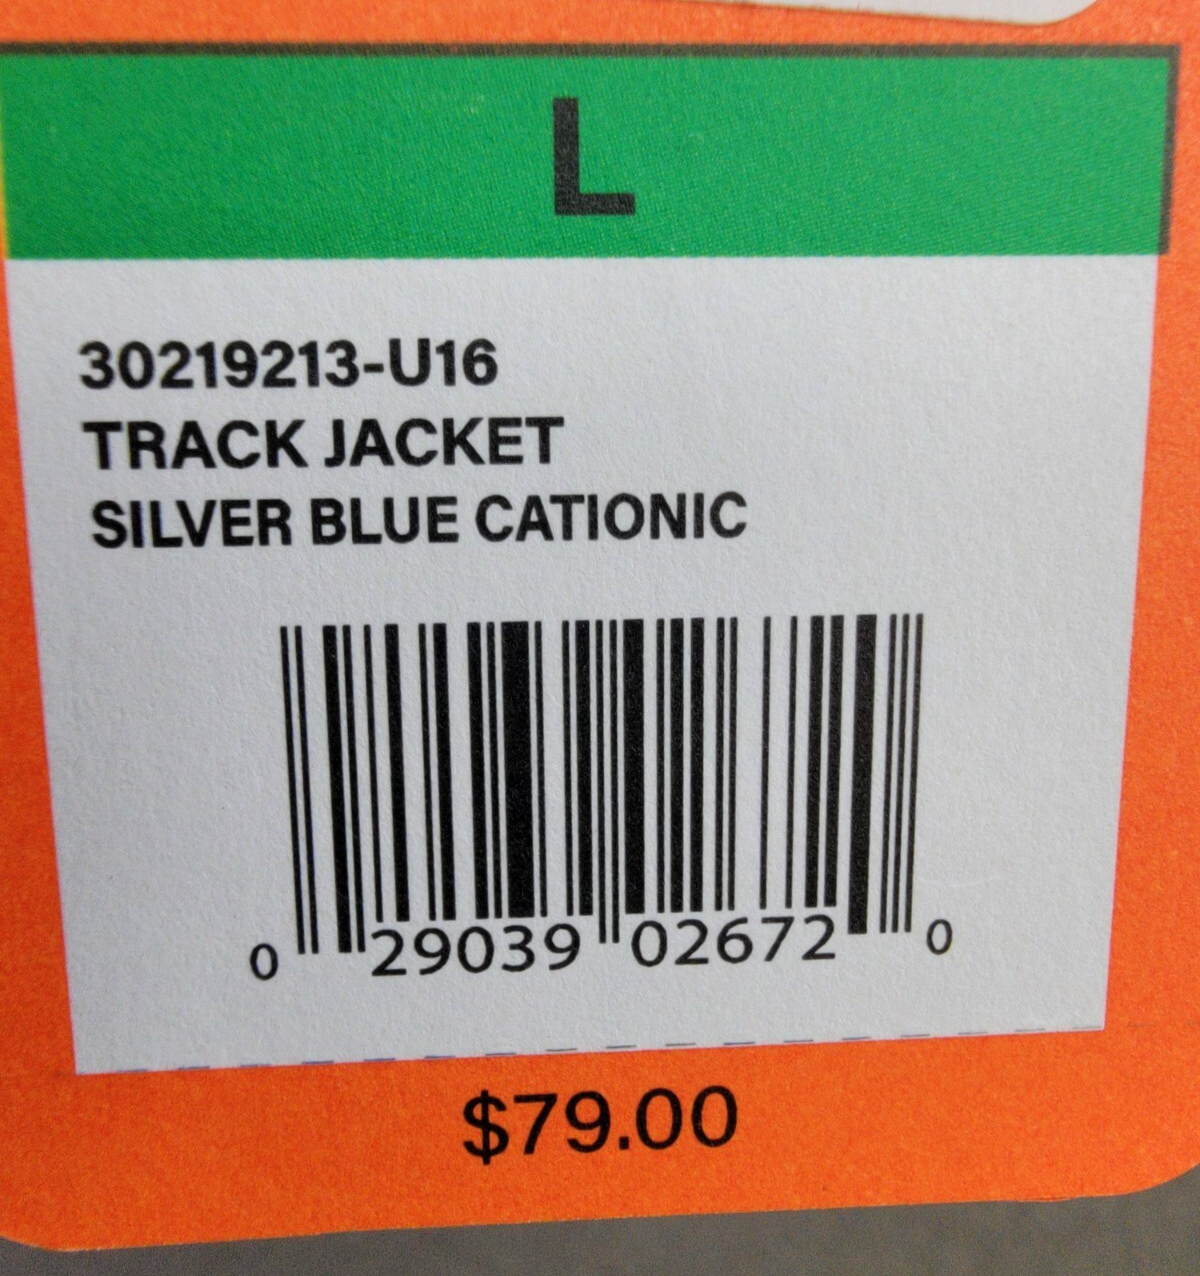 L
30219213-U16
TRACK JACKET
SILVER BLUE CATIONIC
0 29039 02672 0
$79.00